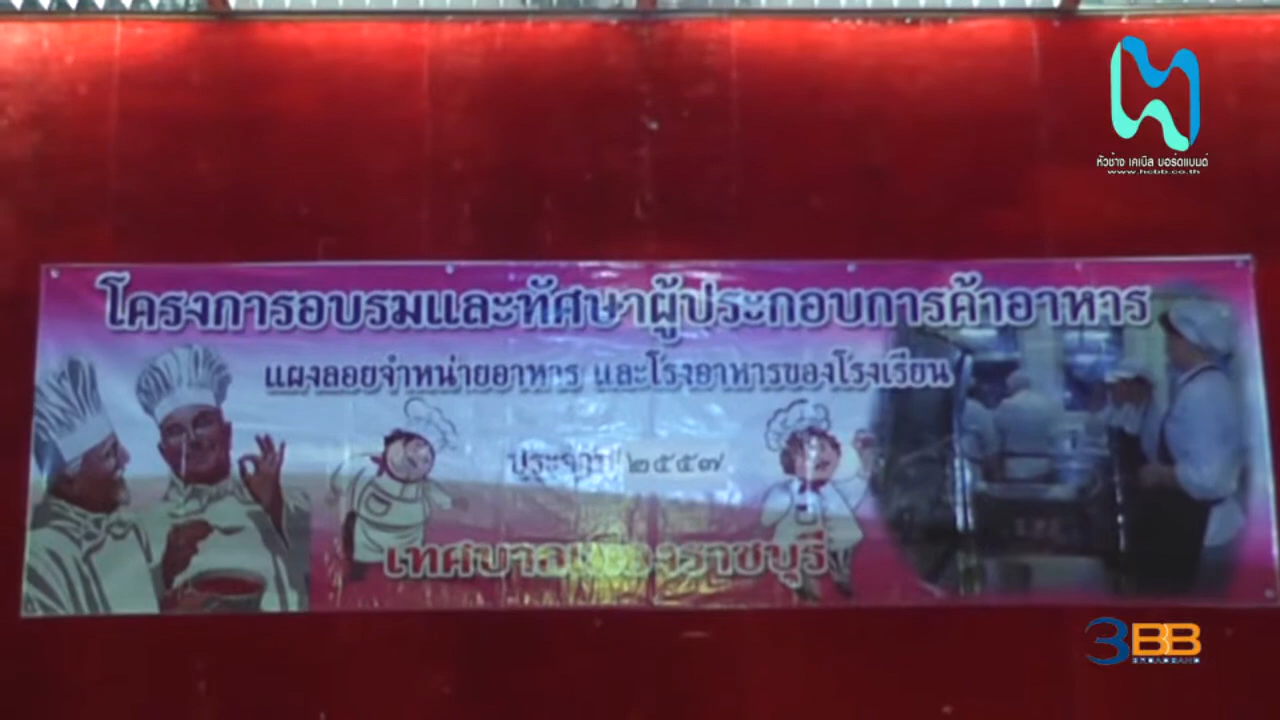 หัวช้าง เคเบิล บอร์ดแบนด์
www.hcbb.co.th
โครงการอบรมและทัศษาผู้ประกอบการค้าอาหาร
แผงลอยจำหน่ายอาหาร และโรงอาหารของโรงเรียน
ประจำปี ๒๕๕๗
เทศบาลเมืองราชบุรี
3BB